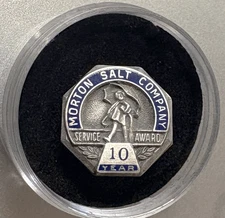 MORTON SALT COMPANY
SERVICE AWARD
10
YEAR